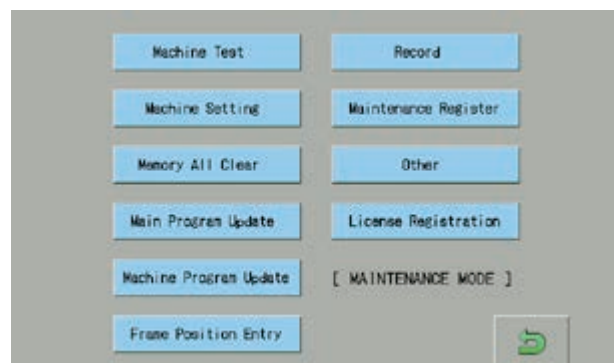 Machine Test
Record
Machine Setting
Maintenance Register
Memory All Clear
Other
Main Program Update
License Registration
Machine Program Update
[ MAINTENANCE MODE ]
Frame Position Entry